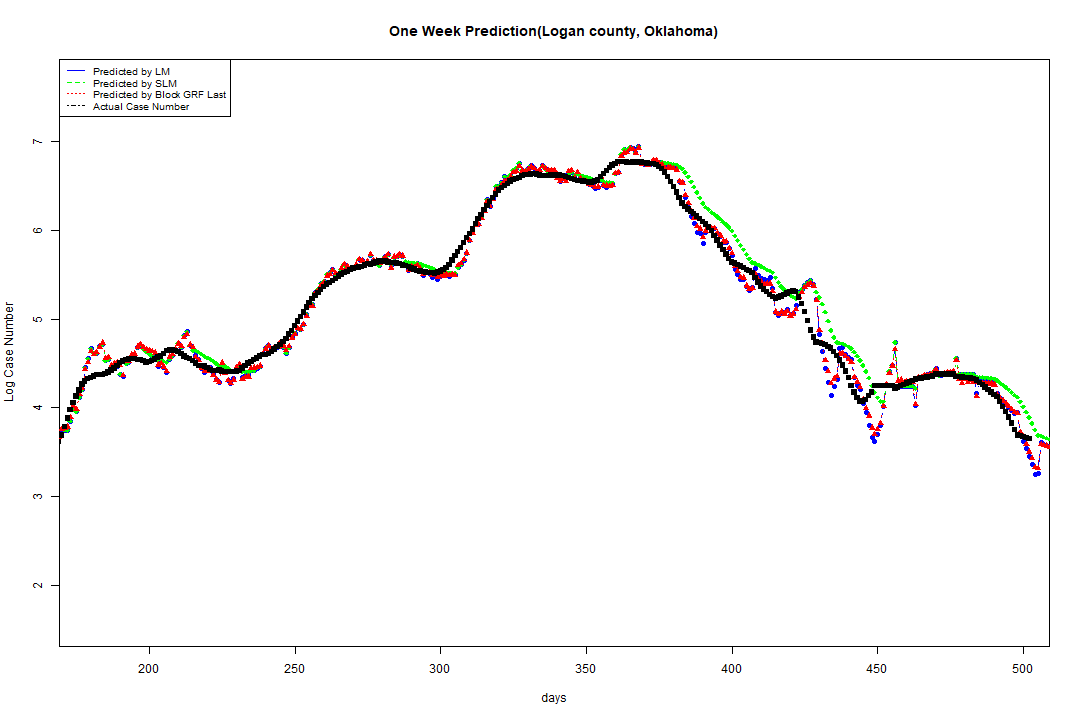 One Week Prediction(Logan county, Oklahoma)
Predicted by LM
Predicted by SLM
Predicted by Block GRF Last
Actual Case Number
7
6
5
4
3
2
Log Case Number
200 250 300 350 400 450 500
days